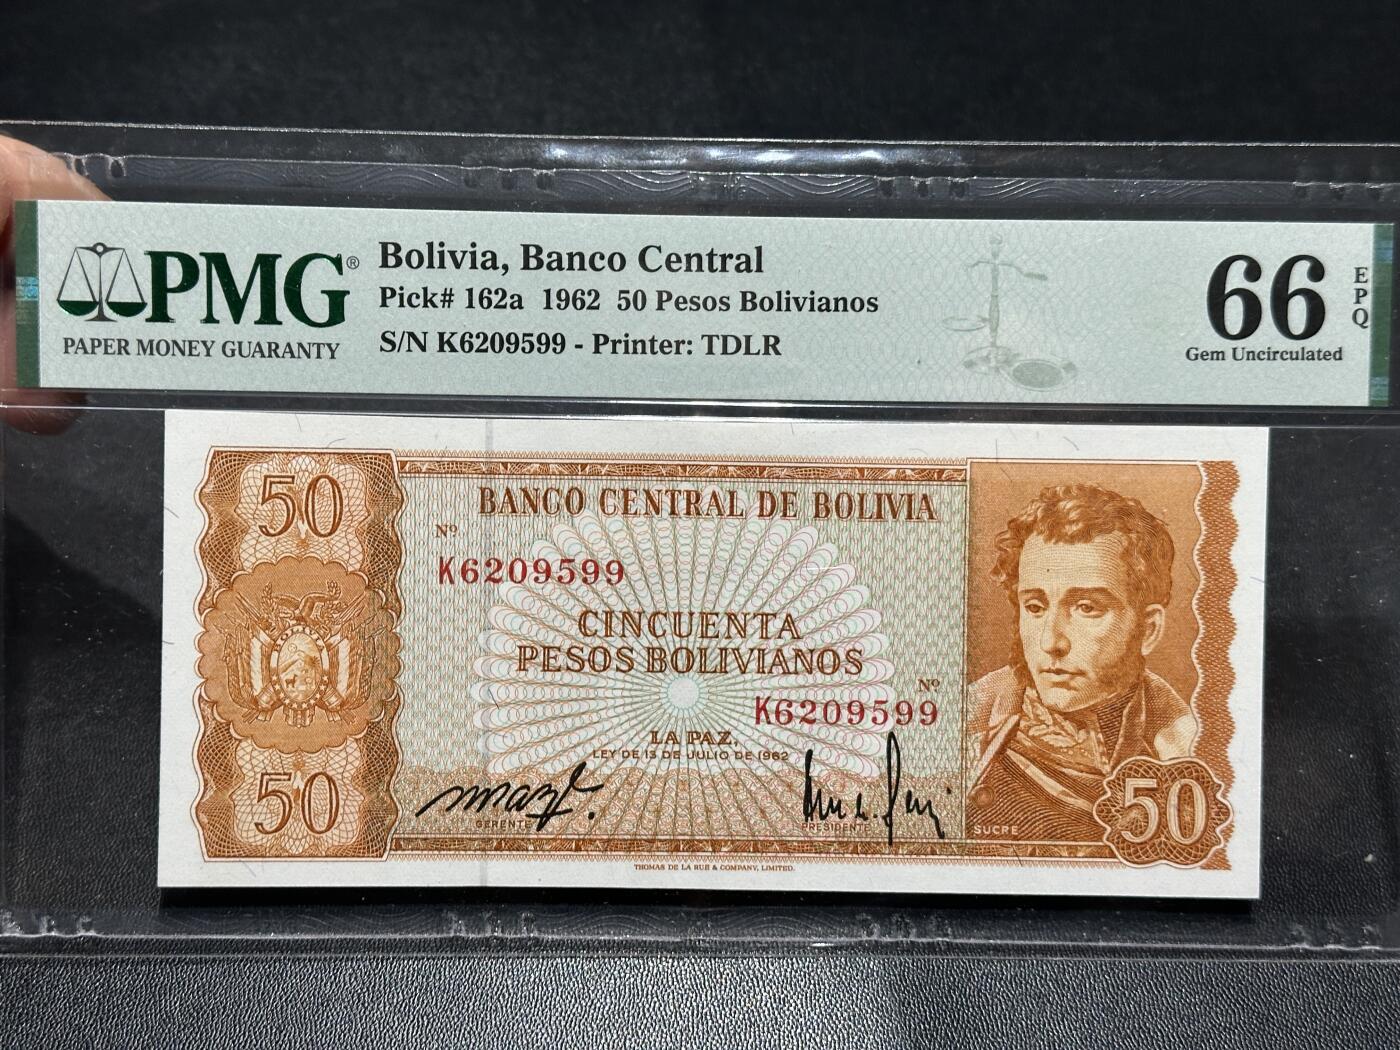 PMG®
PAPER MONEY GUARANTY
Bolivia, Banco Central
Pick# 162a 1962 50 Pesos Bolivianos
S/N K6209599 - Printer: TDLR
66 EPQ
Gem Uncirculated
50
BANCO CENTRAL DE BOLIVIA
Nº
K6209599
CINCUENTA
PESOS BOLIVIANOS
Nº
K6209599
LA PAZ,
LEY DE 13 DE JULIO DE 1962
50
GERENTE
PRESIDENTE
SUCRE
50
THOMAS DE LA RUE & COMPANY, LIMITED.